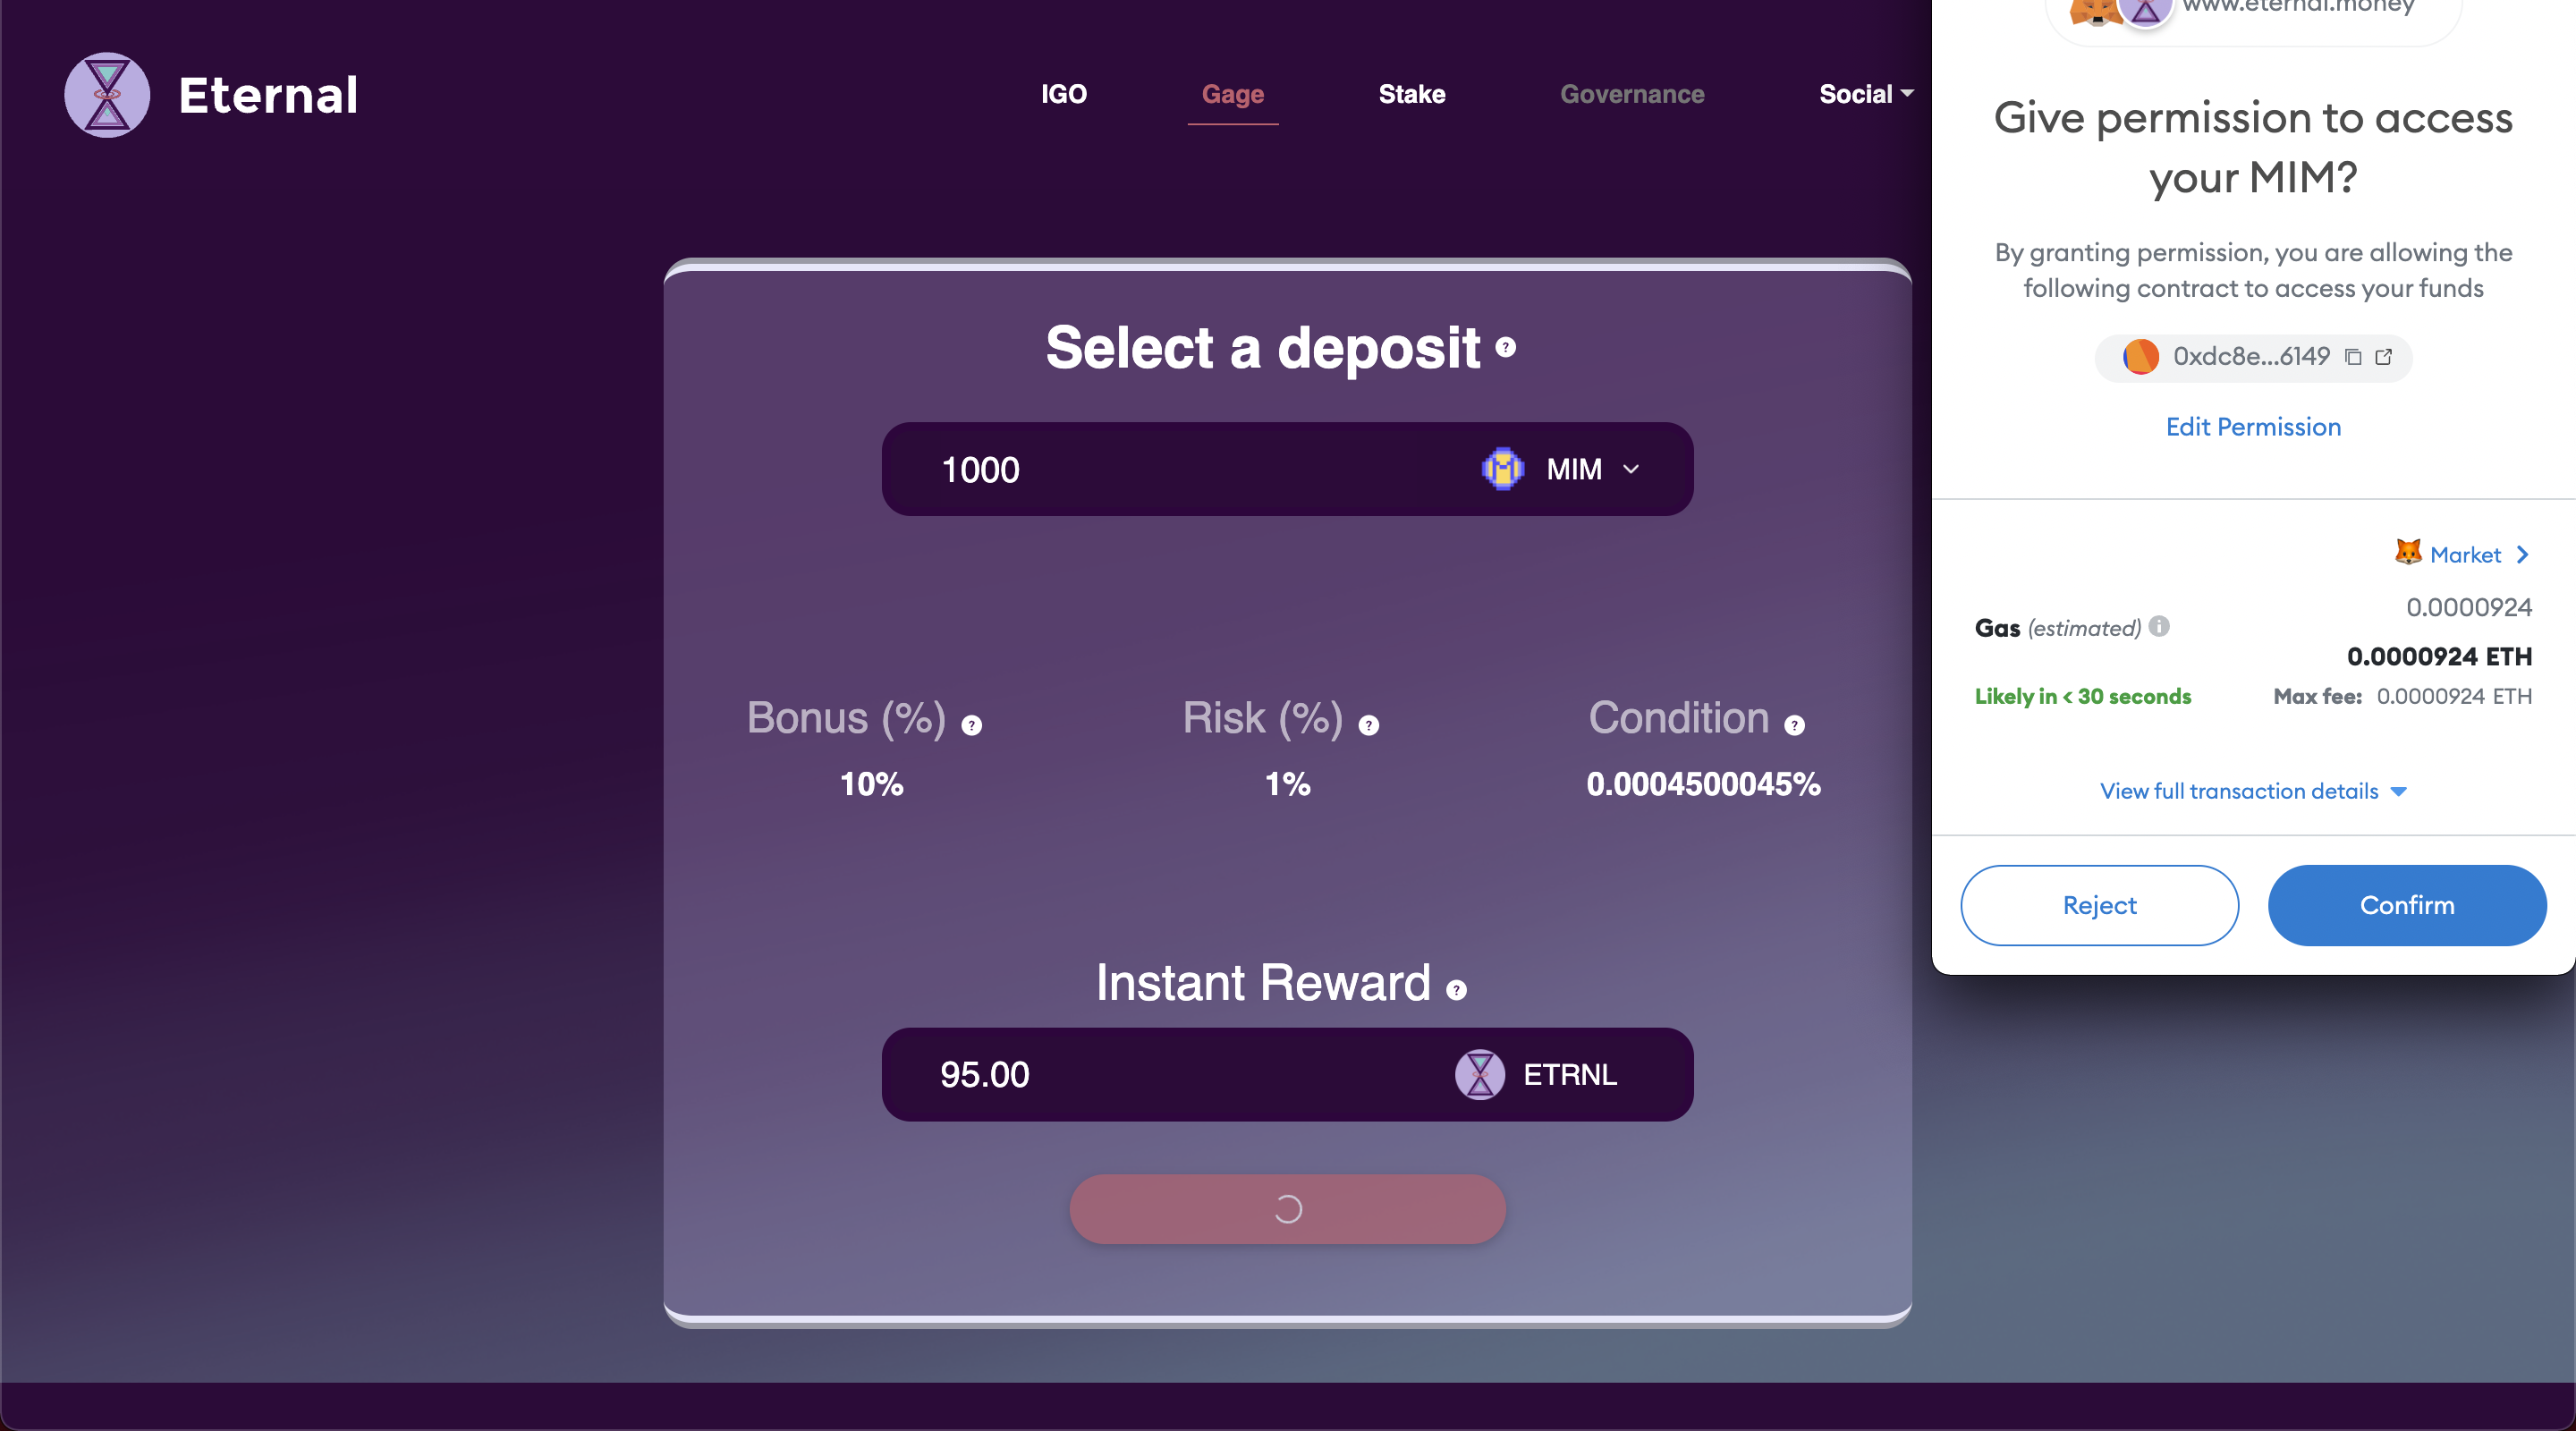 Eternal
IGO
Gage
Stake
Governance
Social
Select a deposit ?
1000
MIM
Bonus (%) ?
Risk (%) ?
Condition ?
10%
1%
0.0004500045%
Instant Reward ?
95.00
ETRNL
www.eternal.money
Give permission to access
your MIM?
By granting permission, you are allowing the
following contract to access your funds
0xdc8e...6149
Edit Permission
Market
0.0000924
Gas (estimated)
0.0000924 ETH
Likely in < 30 seconds
Max fee: 0.0000924 ETH
View full transaction details
Reject
Confirm